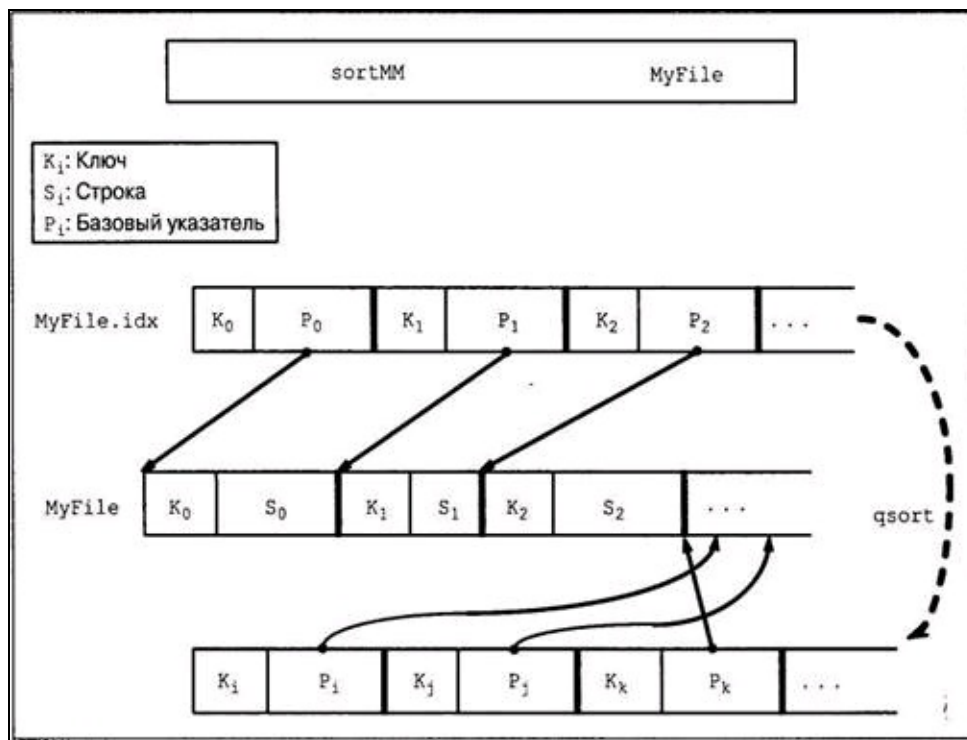 sortMM MyFile
Kᵢ: Ключ
Sᵢ: Строка
Pᵢ: Базовый указатель
MyFile.idx K₀ P₀ K₁ P₁ K₂ P₂ ...
MyFile K₀ S₀ K₁ S₁ K₂ S₂ ...
qsort
Kᵢ Pᵢ Kⱼ Pⱼ Kₖ Pₖ ...